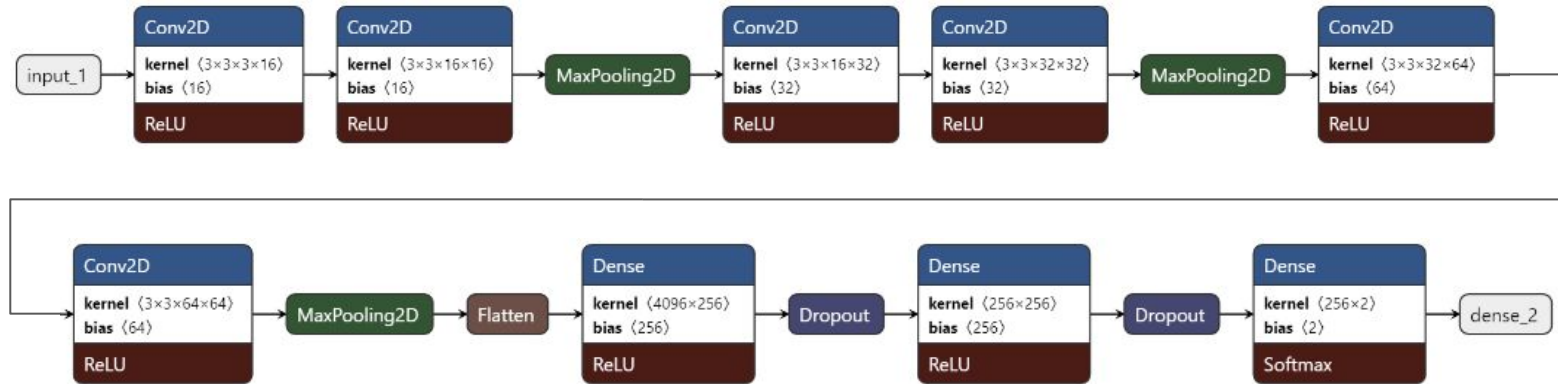 input_1
Conv2D
kernel ⟨3×3×3×16⟩
bias ⟨16⟩
ReLU
Conv2D
kernel ⟨3×3×16×16⟩
bias ⟨16⟩
ReLU
MaxPooling2D
Conv2D
kernel ⟨3×3×16×32⟩
bias ⟨32⟩
ReLU
Conv2D
kernel ⟨3×3×32×32⟩
bias ⟨32⟩
ReLU
MaxPooling2D
Conv2D
kernel ⟨3×3×32×64⟩
bias ⟨64⟩
ReLU
Conv2D
kernel ⟨3×3×64×64⟩
bias ⟨64⟩
ReLU
MaxPooling2D
Flatten
Dense
kernel ⟨4096×256⟩
bias ⟨256⟩
ReLU
Dropout
Dense
kernel ⟨256×256⟩
bias ⟨256⟩
ReLU
Dropout
Dense
kernel ⟨256×2⟩
bias ⟨2⟩
Softmax
dense_2